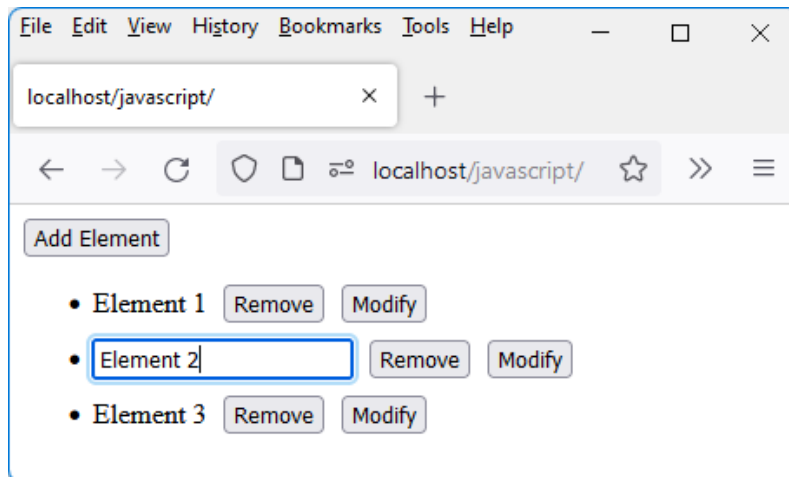 File Edit View History Bookmarks Tools Help
localhost/javascript/
localhost/javascript/
Add Element
Element 1 Remove Modify
Element 2 Remove Modify
Element 3 Remove Modify